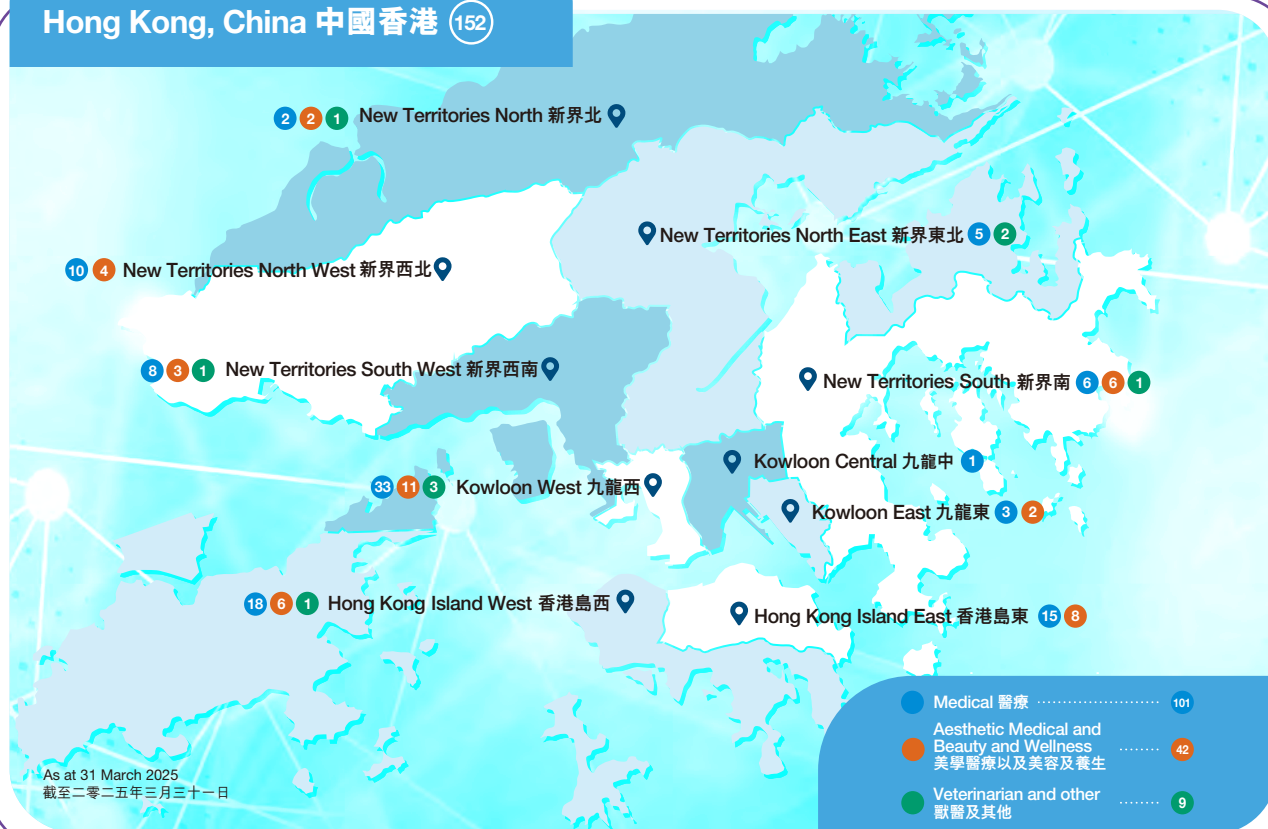 Hong Kong, China 中國香港 152
2 2 1 New Territories North 新界北
New Territories North East 新界東北 5 2
10 4 New Territories North West 新界西北
8 3 1 New Territories South West 新界西南
New Territories South 新界南 6 6 1
Kowloon Central 九龍中 1
33 11 3 Kowloon West 九龍西
Kowloon East 九龍東 3 2
18 6 1 Hong Kong Island West 香港島西
Hong Kong Island East 香港島東 15 8
Medical 醫療 ........................ 101
Aesthetic Medical and
Beauty and Wellness ........ 42
美學醫療以及美容及養生
Veterinarian and other ........ 9
獸醫及其他
As at 31 March 2025
截至二零二五年三月三十一日